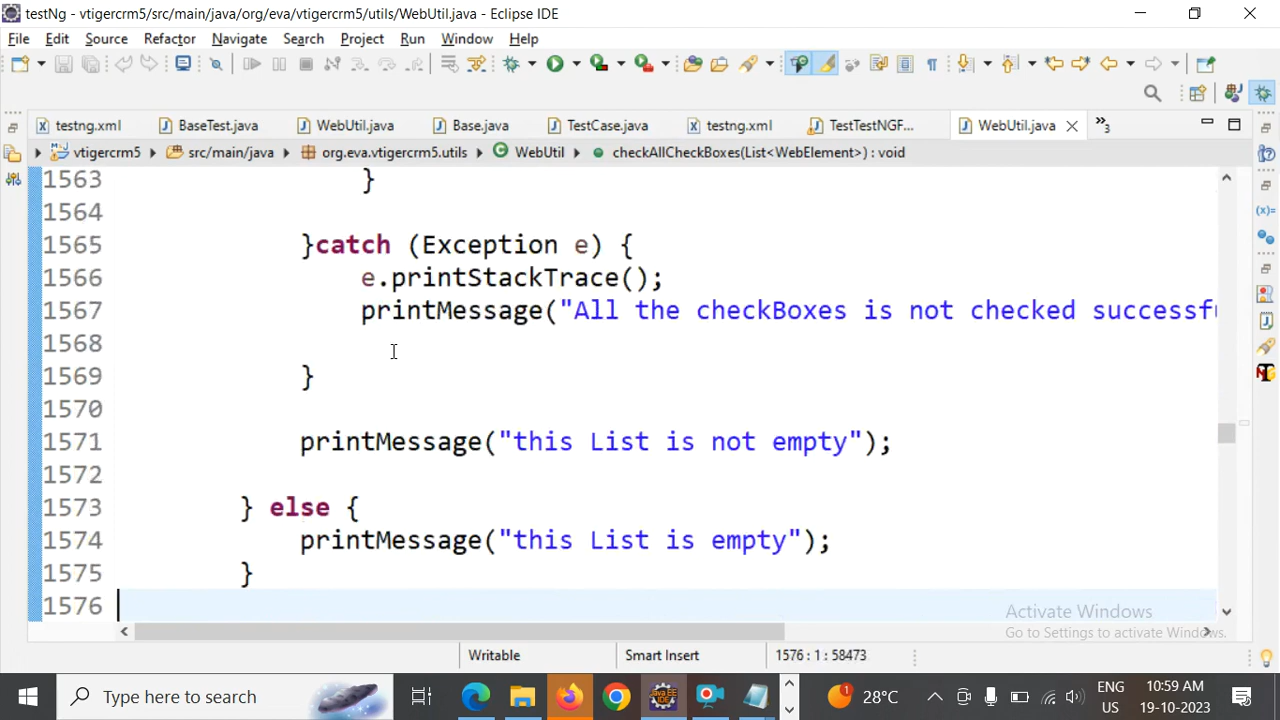 testNg - vtigercrm5/src/main/java/org/eva/vtigercrm5/utils/WebUtil.java - Eclipse IDE
File Edit Source Refactor Navigate Search Project Run Window Help
testng.xml BaseTest.java WebUtil.java Base.java TestCase.java testng.xml TestTestNGF... WebUtil.java »3
vtigercrm5 src/main/java org.eva.vtigercrm5.utils WebUtil checkAllCheckBoxes(List<WebElement>) : void
1563 }
1564
1565 }catch (Exception e) {
1566 e.printStackTrace();
1567 printMessage("All the checkBoxes is not checked successfu
1568
1569 }
1570
1571 printMessage("this List is not empty");
1572
1573 } else {
1574 printMessage("this List is empty");
1575 }
1576
Activate Windows
Go to Settings to activate Windows.
Writable Smart Insert 1576 : 1 : 58473
Type here to search 1 28°C ENG US 10:59 AM 19-10-2023